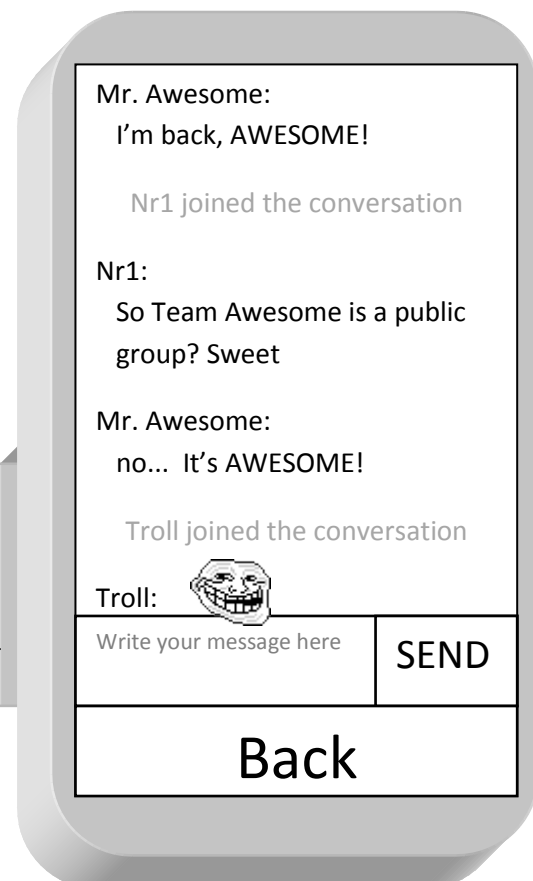 Mr. Awesome:
I’m back, AWESOME!
Nr1 joined the conversation
Nr1:
So Team Awesome is a public
group? Sweet
Mr. Awesome:
no... It’s AWESOME!
Troll joined the conversation
Troll:
Write your message here
SEND
Back